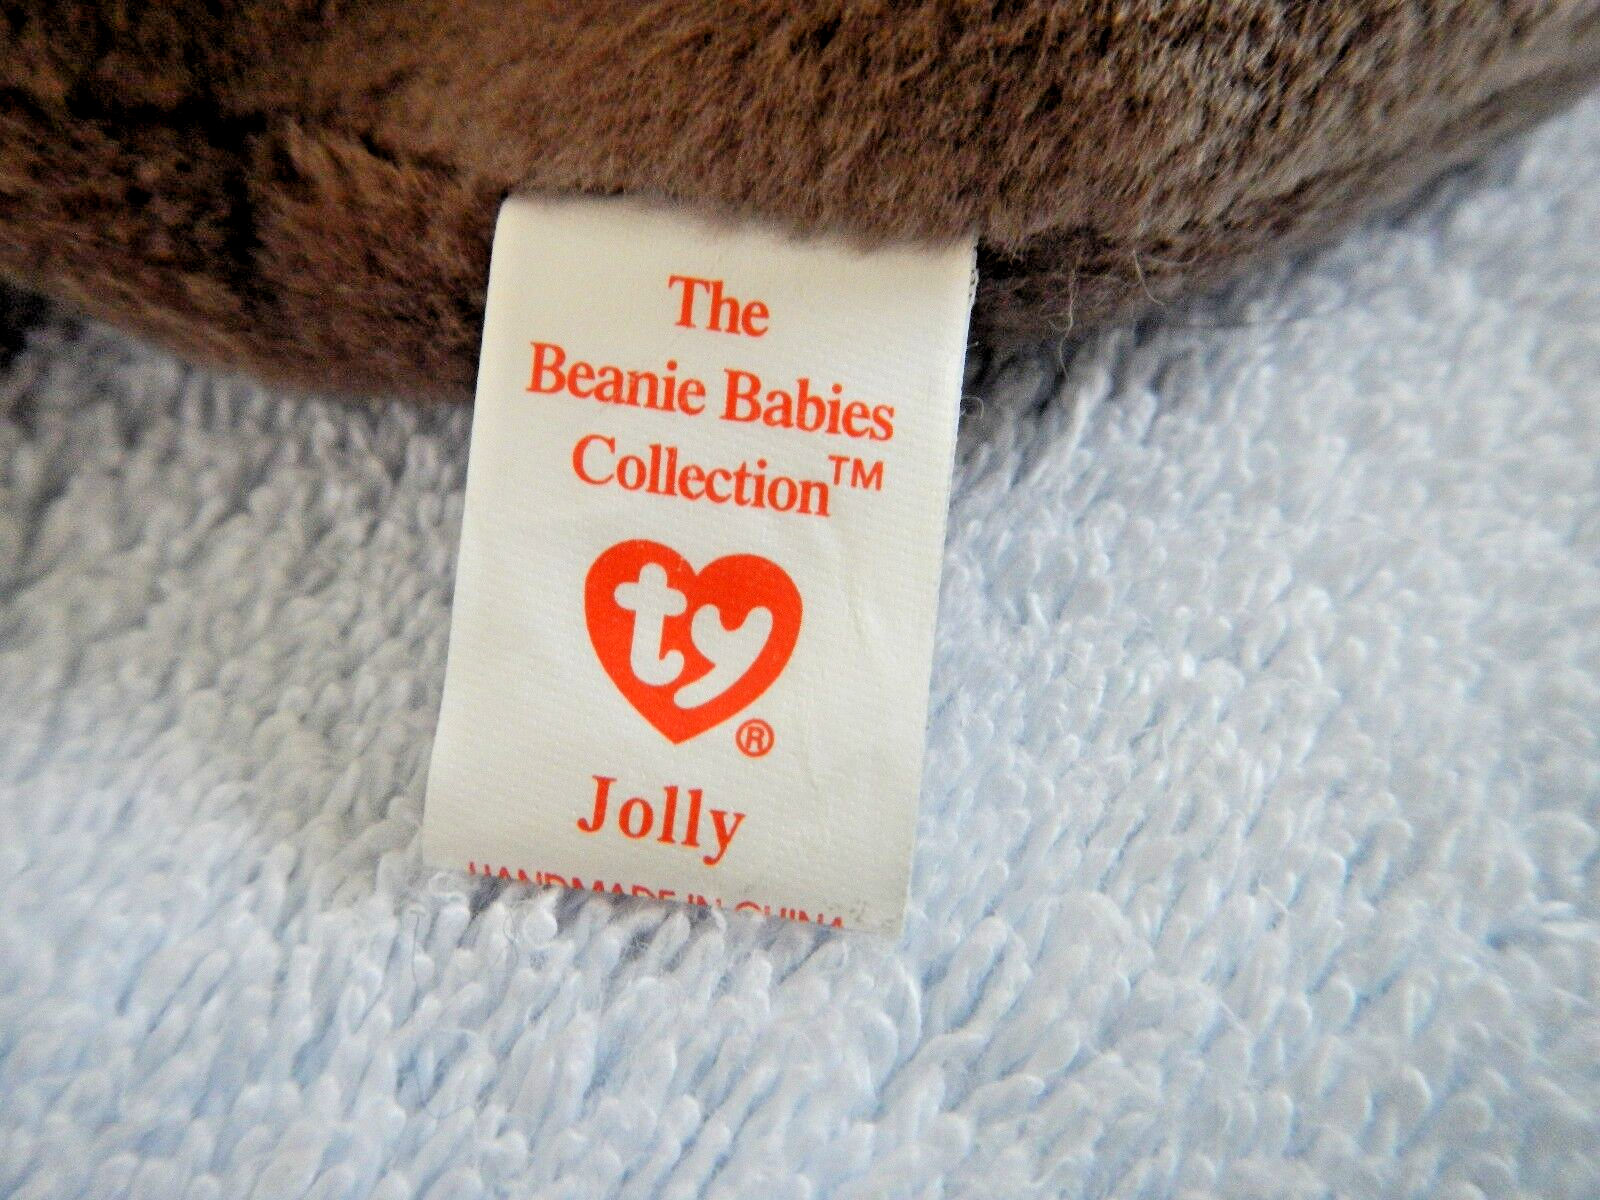 The
Beanie Babies
Collection™
ty®
Jolly
HANDMADE IN CHINA